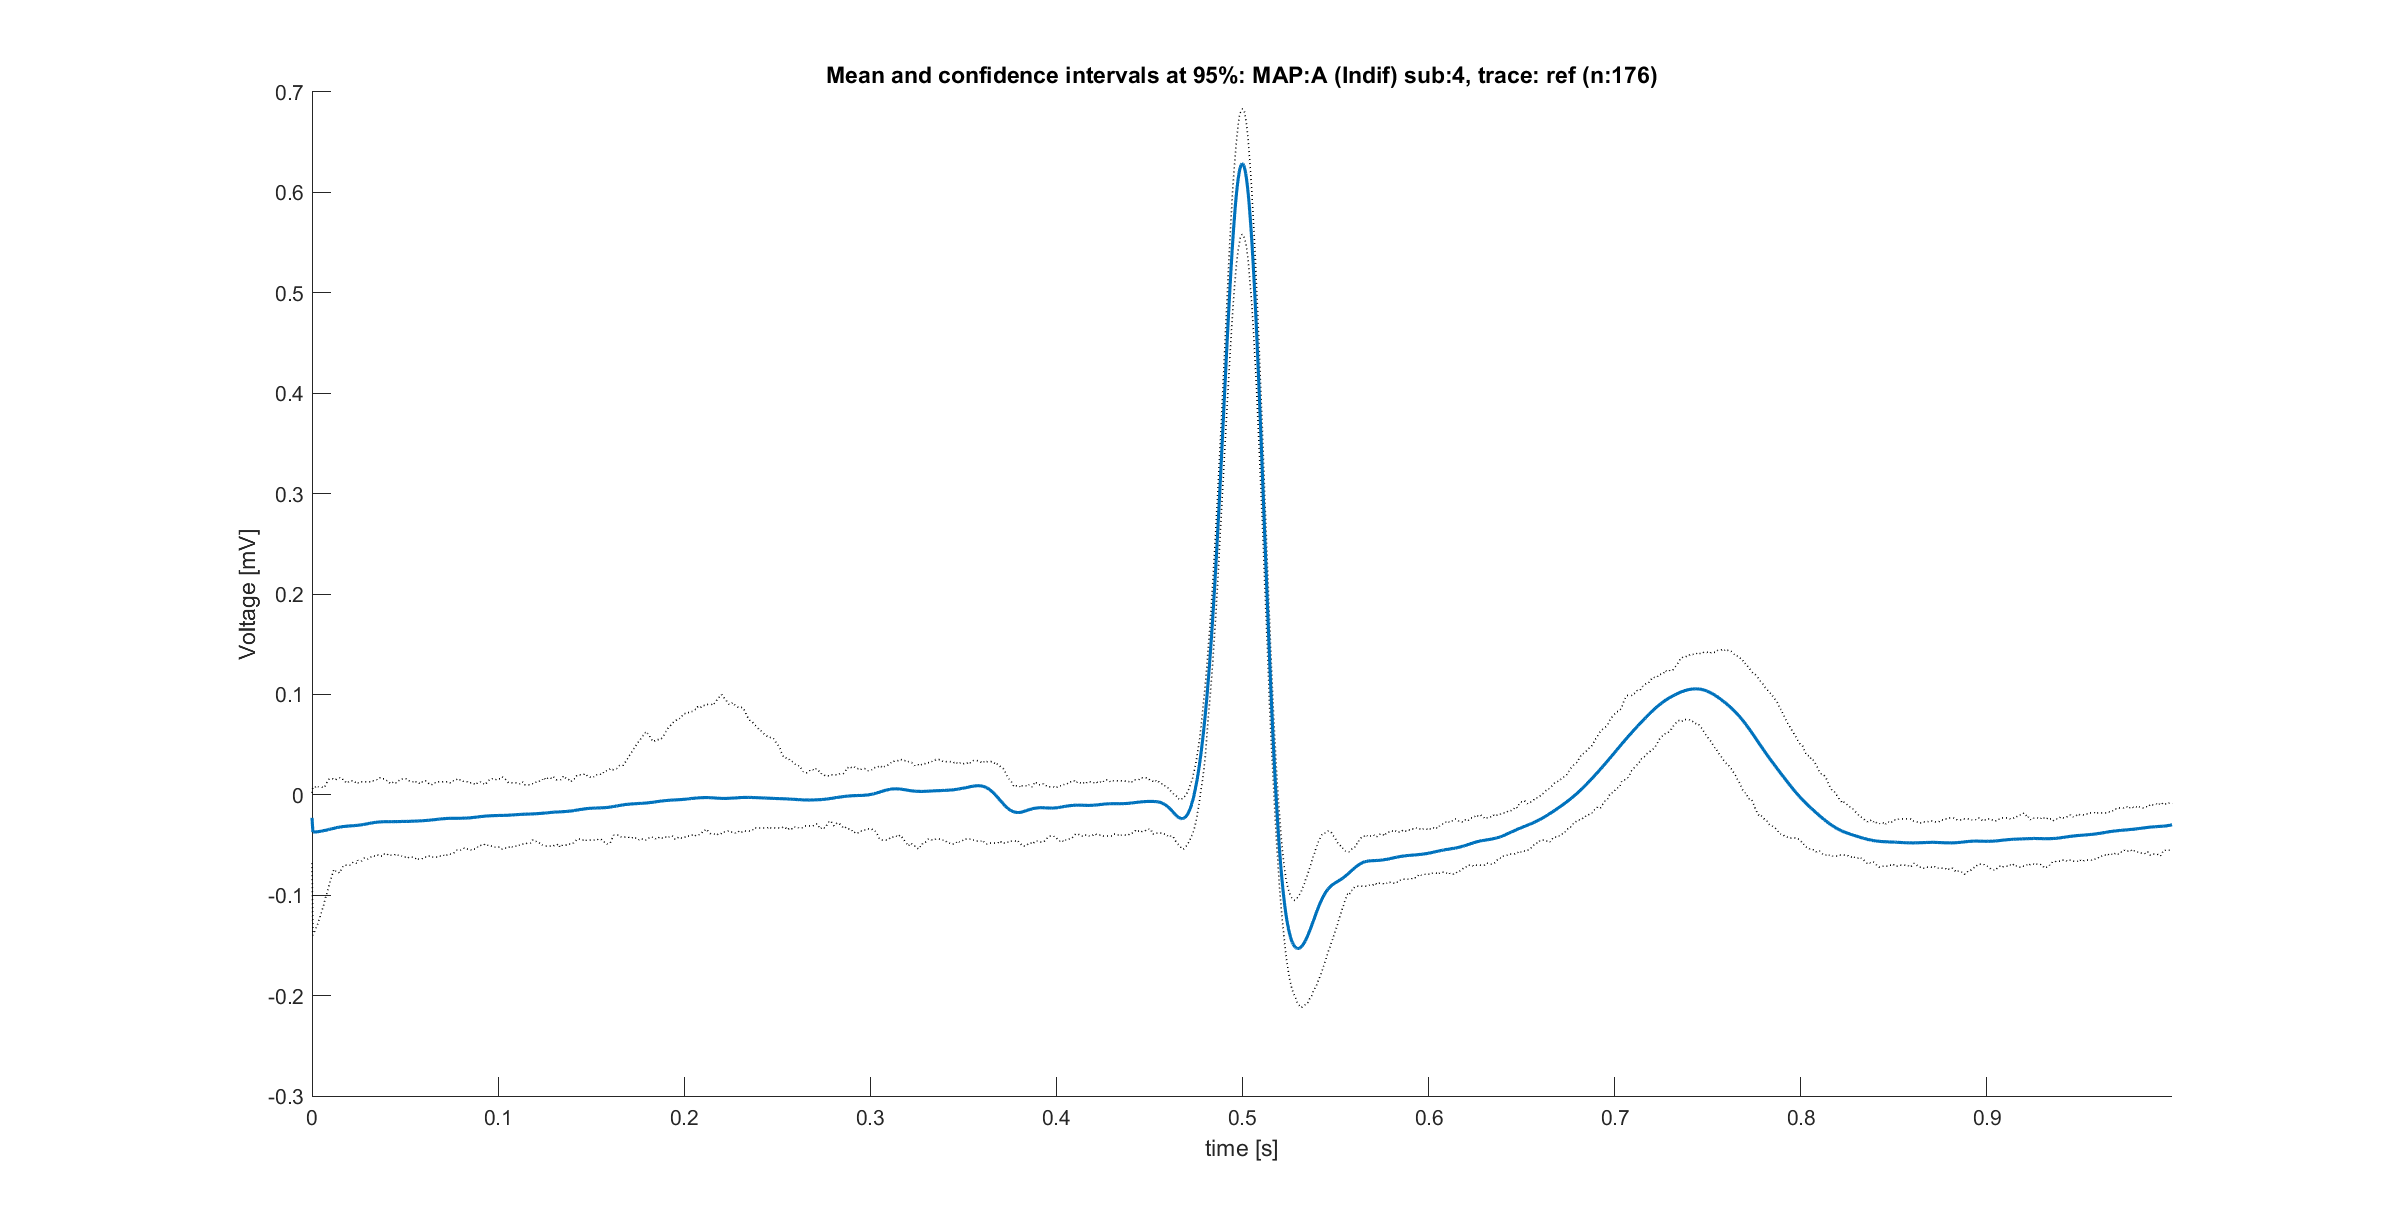 Mean and confidence intervals at 95%: MAP:A (Indif) sub:4, trace: ref (n:176)
0.7
0.6
0.5
0.4
0.3
0.2
0.1
0
-0.1
-0.2
-0.3
Voltage [mV]
0 0.1 0.2 0.3 0.4 0.5 0.6 0.7 0.8 0.9
time [s]